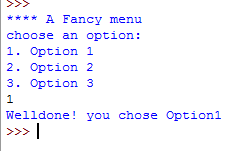 >>>
**** A Fancy menu
choose an option:
1. Option 1
2. Option 2
3. Option 3
1
Welldone! you chose Option1
>>>